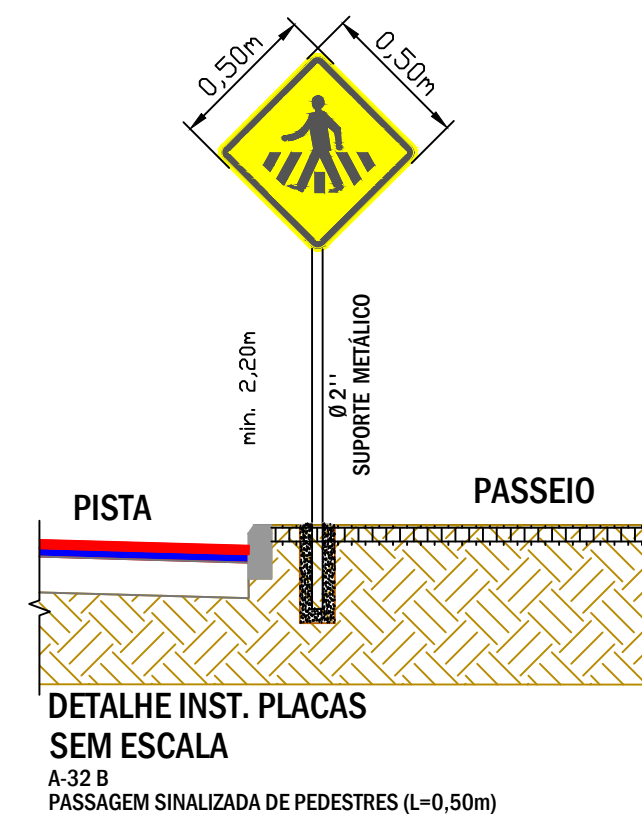 0,50m
0,50m
min. 2,20m
Ø 2''
SUPORTE METÁLICO
PISTA
PASSEIO
DETALHE INST. PLACAS
SEM ESCALA
A-32 B
PASSAGEM SINALIZADA DE PEDESTRES (L=0,50m)